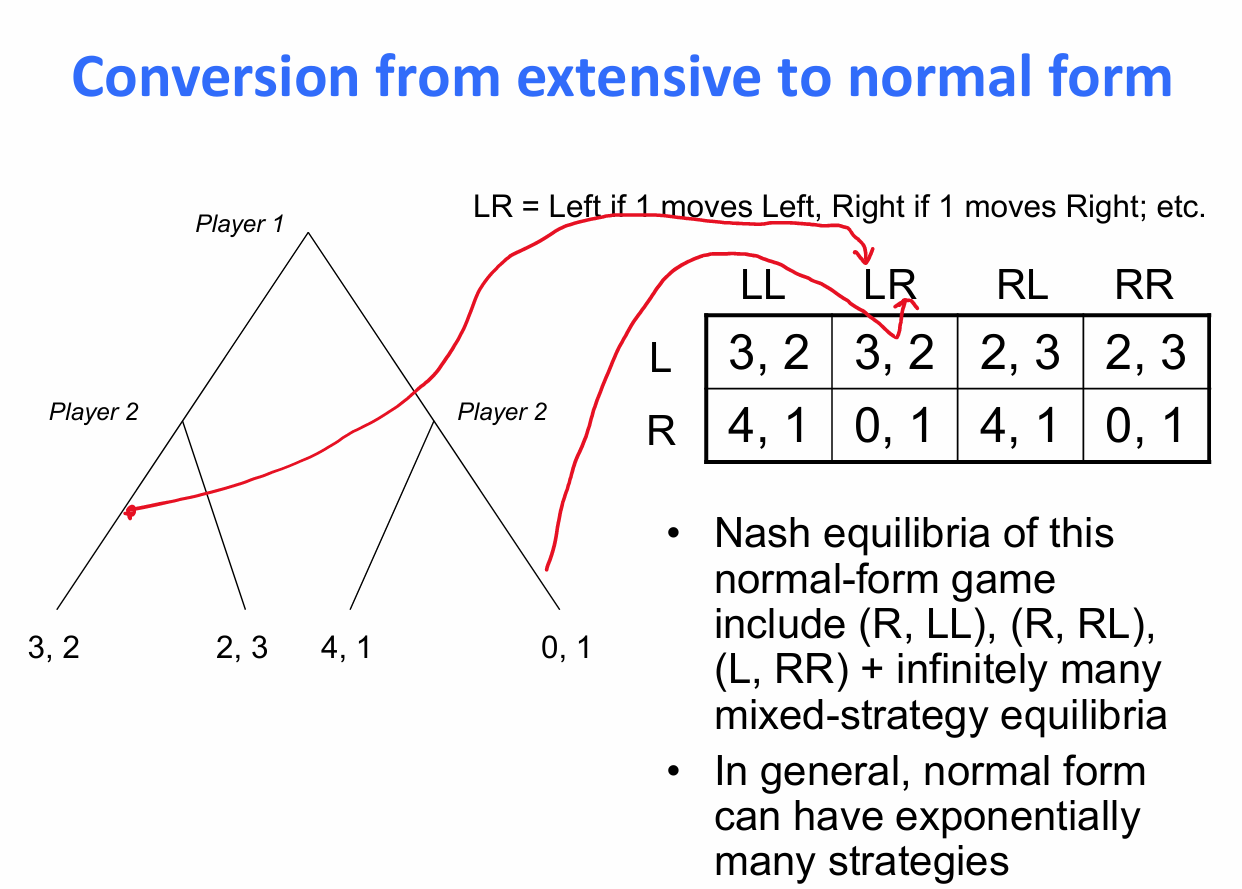 Conversion from extensive to normal form
LR = Left if 1 moves Left, Right if 1 moves Right; etc.
Player 1
Player 2
Player 2
3, 2
2, 3
4, 1
0, 1
LL LR RL RR
L 3, 2 3, 2 2, 3 2, 3
R 4, 1 0, 1 4, 1 0, 1
• Nash equilibria of this
normal-form game
include (R, LL), (R, RL),
(L, RR) + infinitely many
mixed-strategy equilibria
• In general, normal form
can have exponentially
many strategies